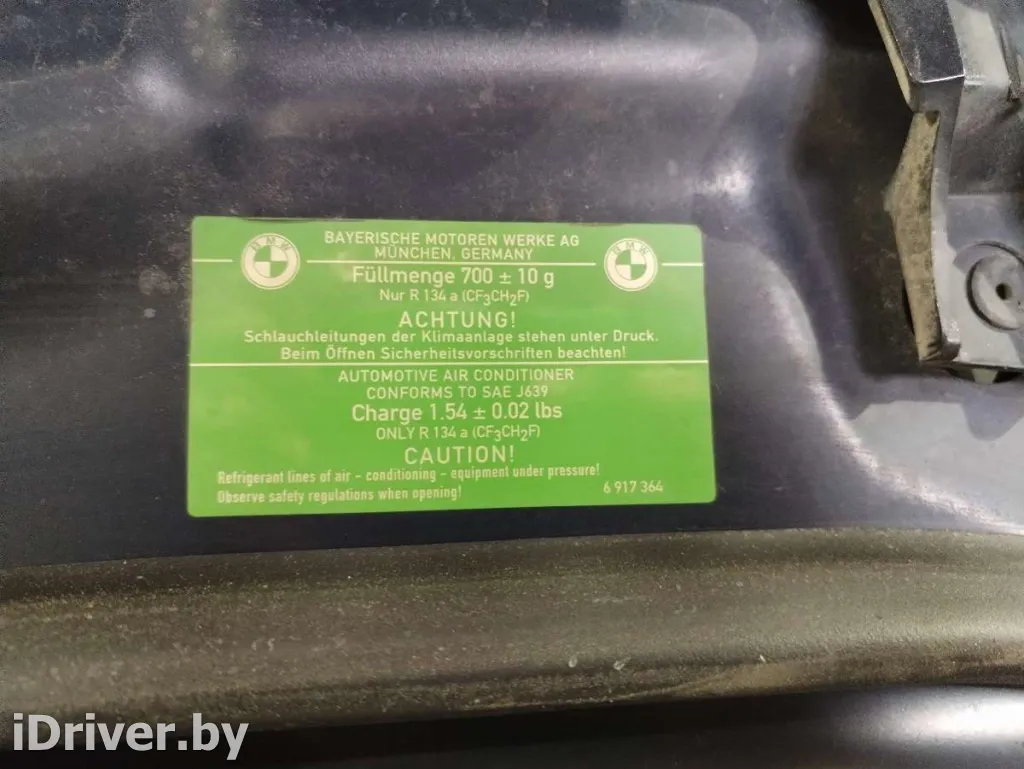 BMW
BMW
BAYERISCHE MOTOREN WERKE AG
MÜNCHEN, GERMANY
Füllmenge 700 ± 10 g
Nur R 134 a (CF3CH2F)
ACHTUNG!
Schlauchleitungen der Klimaanlage stehen unter Druck.
Beim Öffnen Sicherheitsvorschriften beachten!
AUTOMOTIVE AIR CONDITIONER
CONFORMS TO SAE J639
Charge 1.54 ± 0.02 lbs
ONLY R 134 a (CF3CH2F)
CAUTION!
Refrigerant lines of air - conditioning - equipment under pressure!
Observe safety regulations when opening!
6 917 364
iDriver.by